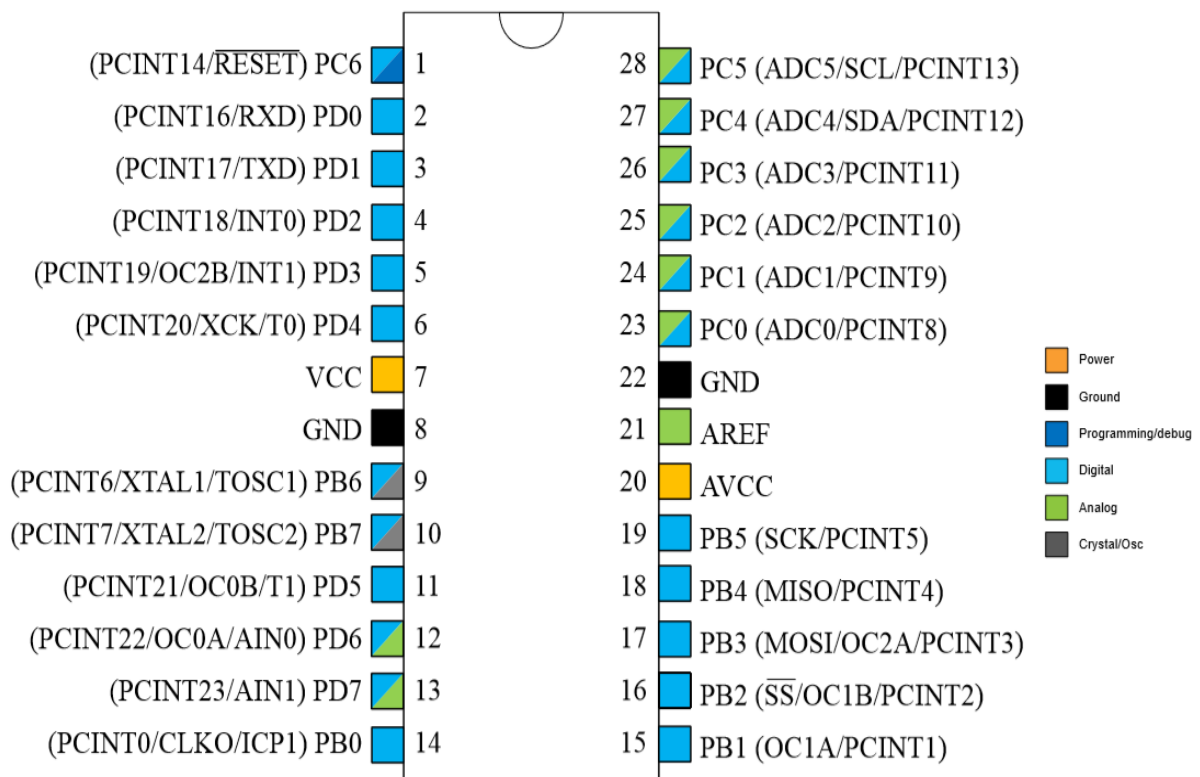 (PCINT14/RESET) PC6 1
(PCINT16/RXD) PD0 2
(PCINT17/TXD) PD1 3
(PCINT18/INT0) PD2 4
(PCINT19/OC2B/INT1) PD3 5
(PCINT20/XCK/T0) PD4 6
VCC 7
GND 8
(PCINT6/XTAL1/TOSC1) PB6 9
(PCINT7/XTAL2/TOSC2) PB7 10
(PCINT21/OC0B/T1) PD5 11
(PCINT22/OC0A/AIN0) PD6 12
(PCINT23/AIN1) PD7 13
(PCINT0/CLKO/ICP1) PB0 14
28 PC5 (ADC5/SCL/PCINT13)
27 PC4 (ADC4/SDA/PCINT12)
26 PC3 (ADC3/PCINT11)
25 PC2 (ADC2/PCINT10)
24 PC1 (ADC1/PCINT9)
23 PC0 (ADC0/PCINT8)
22 GND
21 AREF
20 AVCC
19 PB5 (SCK/PCINT5)
18 PB4 (MISO/PCINT4)
17 PB3 (MOSI/OC2A/PCINT3)
16 PB2 (SS/OC1B/PCINT2)
15 PB1 (OC1A/PCINT1)
Power
Ground
Programming/debug
Digital
Analog
Crystal/Osc